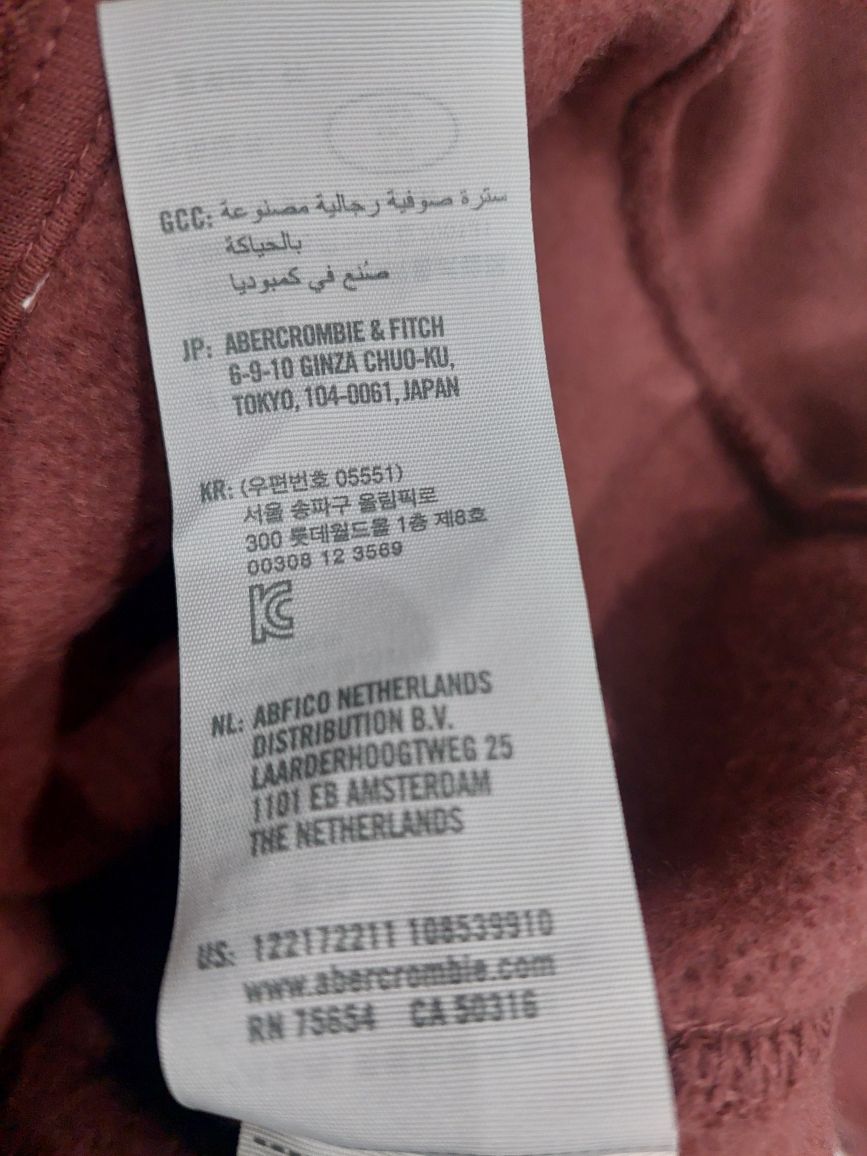 GCC: سترة صوفية رجالية مصنوعة
بالحياكة
صُنع في كمبوديا
JP: ABERCROMBIE & FITCH
6-9-10 GINZA CHUO-KU,
TOKYO, 104-0061, JAPAN
KR: (우편번호 05551)
서울 송파구 올림픽로
300 롯데월드몰 1층 제8호
00308 12 3569
KC
NL: ABFICO NETHERLANDS
DISTRIBUTION B.V.
LAARDERHOOGTWEG 25
1101 EB AMSTERDAM
THE NETHERLANDS
US: 122172211 108539910
www.abercrombie.com
RN 75654 CA 50316